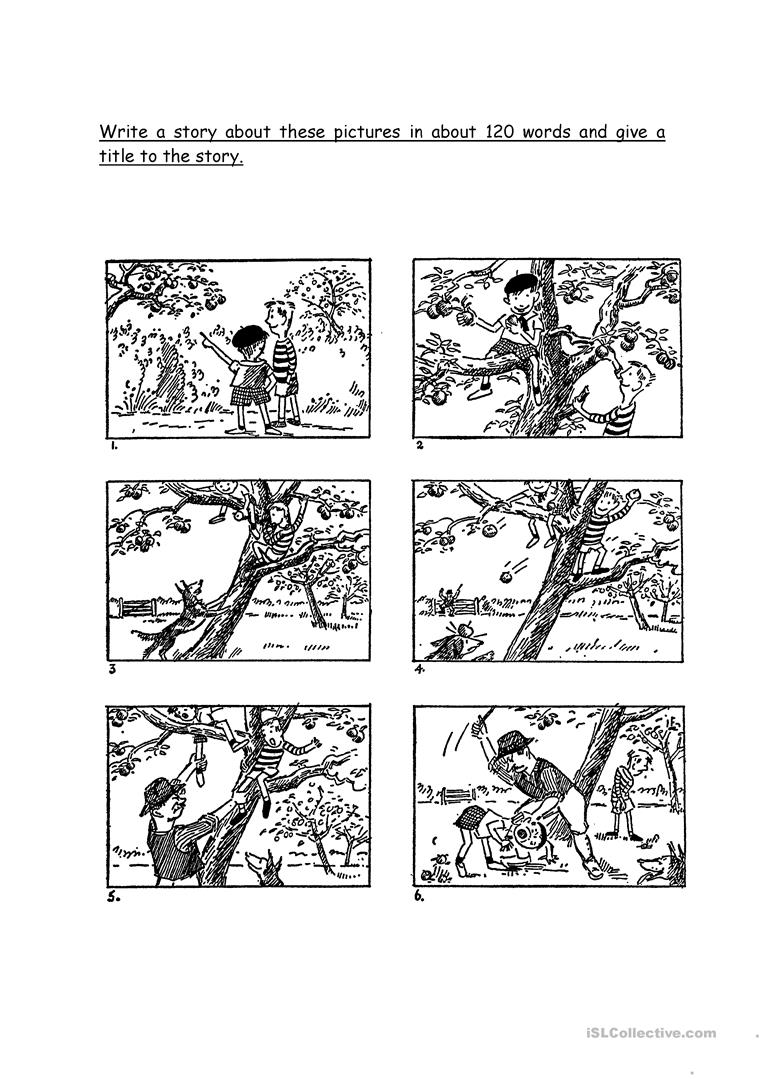 Write a story about these pictures in about 120 words and give a
title to the story.
1.
2
3
4.
5.
6.
iSLCollective.com